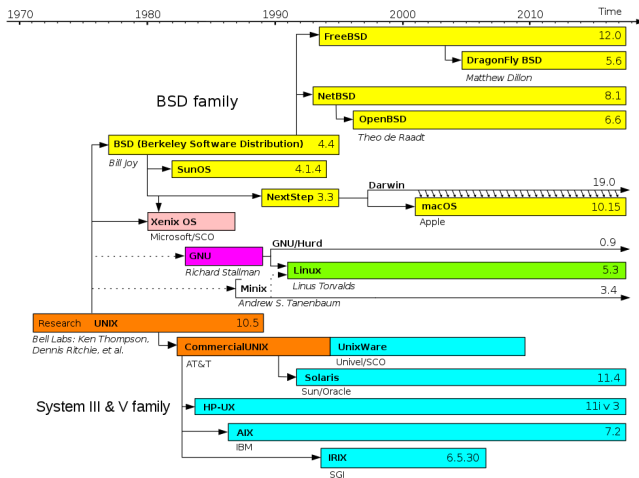 1970 1980 1990 2000 2010 Time
FreeBSD 12.0
DragonFly BSD 5.6
Matthew Dillon
BSD family
NetBSD 8.1
OpenBSD 6.6
Theo de Raadt
BSD (Berkeley Software Distribution) 4.4
Bill Joy
SunOS 4.1.4
Darwin 19.0
NextStep 3.3
macOS 10.15
Apple
Xenix OS
Microsoft/SCO
GNU/Hurd 0.9
GNU
Richard Stallman
Linux 5.3
Linus Torvalds
Minix 3.4
Andrew S. Tanenbaum
Research UNIX 10.5
Bell Labs: Ken Thompson,
Dennis Ritchie, et al.
CommercialUNIX UnixWare
AT&T Univel/SCO
Solaris 11.4
Sun/Oracle
System III & V family
HP-UX 11i v 3
AIX 7.2
IBM
IRIX 6.5.30
SGI